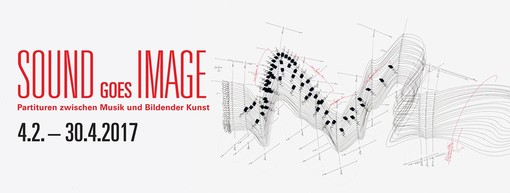 SOUND GOES IMAGE
Partituren zwischen Musik und Bildender Kunst
4.2. – 30.4.2017